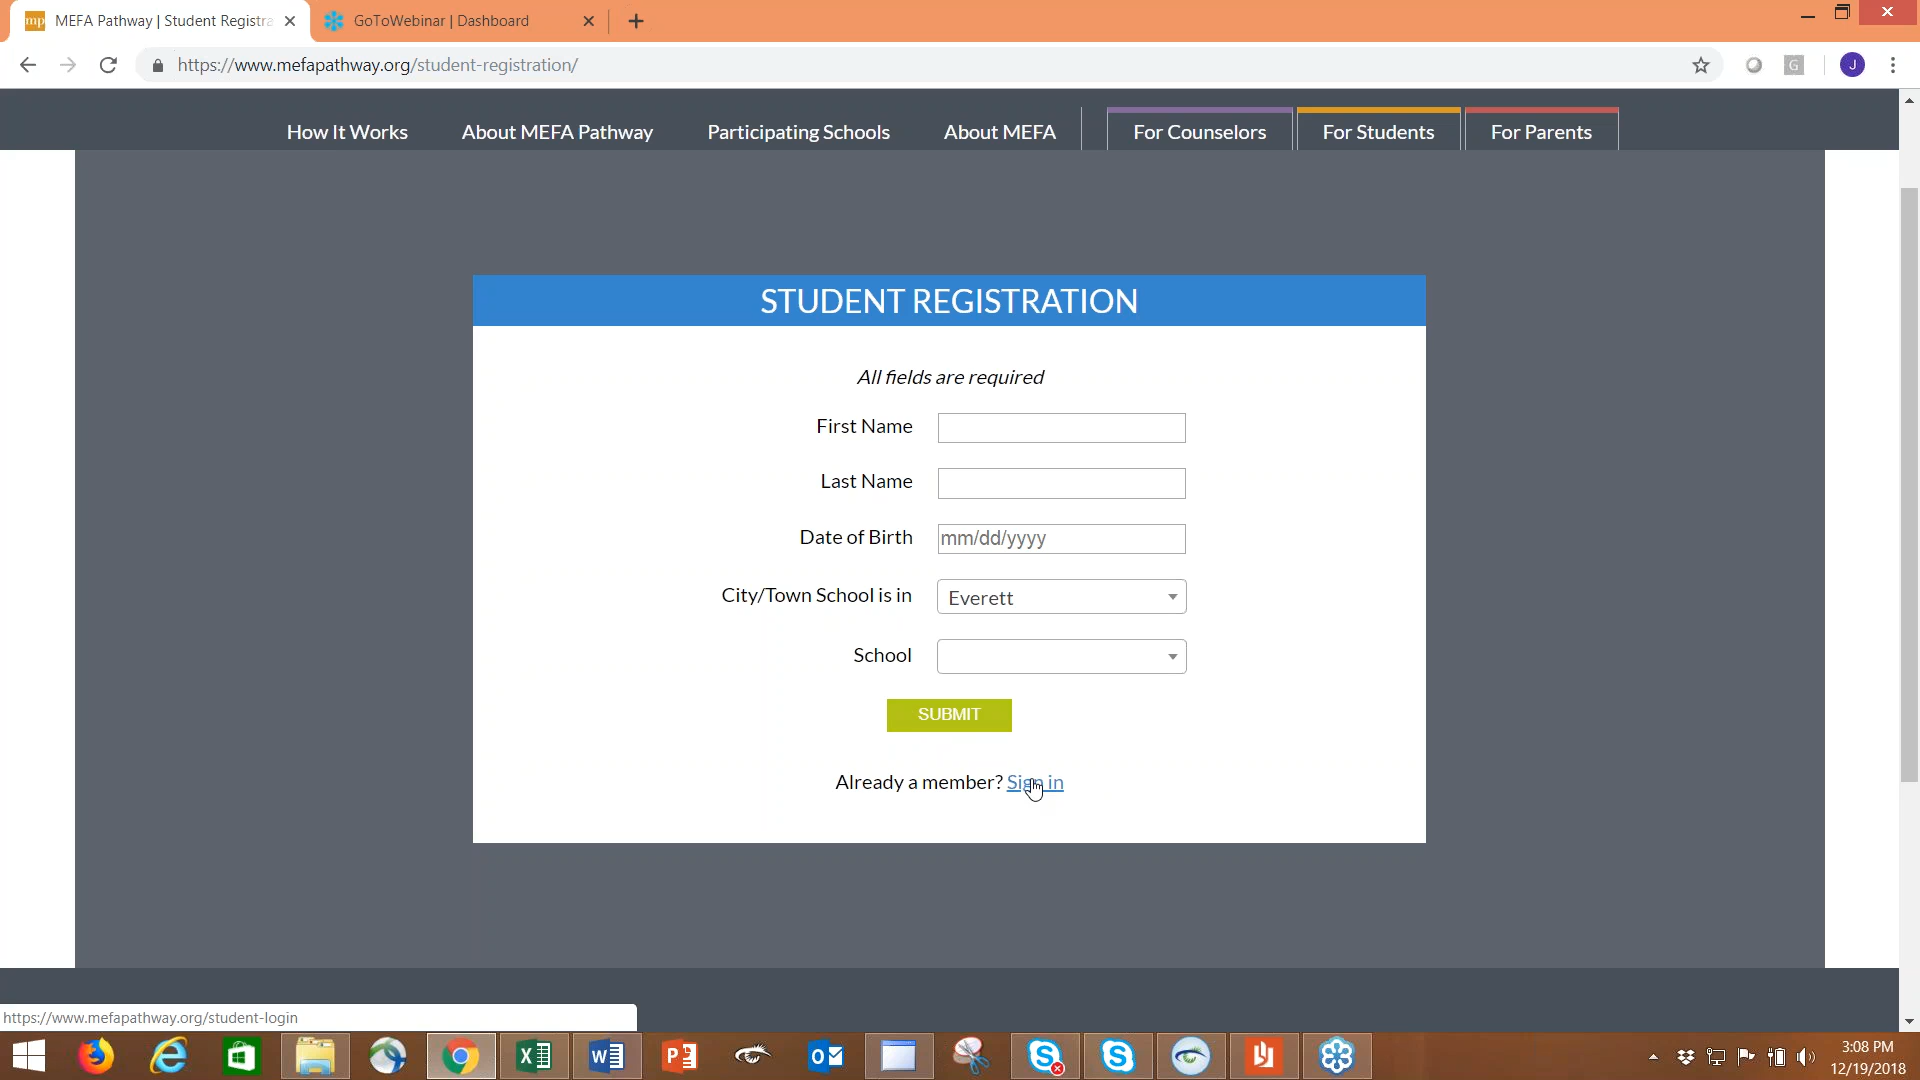 mp MEFA Pathway | Student Registra
GoToWebinar | Dashboard
https://www.mefapathway.org/student-registration/
G
J
How It Works
About MEFA Pathway
Participating Schools
About MEFA
For Counselors
For Students
For Parents
STUDENT REGISTRATION
All fields are required
First Name
Last Name
Date of Birth mm/dd/yyyy
City/Town School is in Everett
School
SUBMIT
Already a member? Sign in
https://www.mefapathway.org/student-login
3:08 PM
12/19/2018